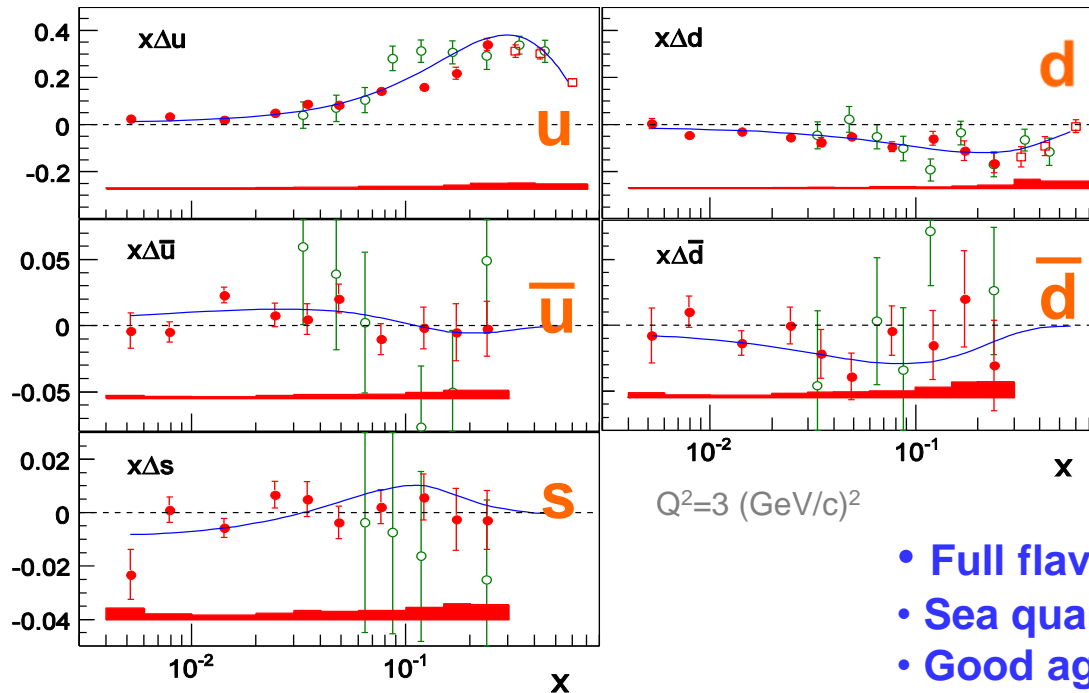 xΔu
xΔd
0.4
0.2
0
-0.2
u
d
xΔu̅
xΔd̅
0.05
0
-0.05
u̅
d̅
xΔs
0.02
0
-0.02
-0.04
s
10⁻² 10⁻¹
x
10⁻² 10⁻¹
x
Q²=3 (GeV/c)²
• Full flav
• Sea qua
• Good ag